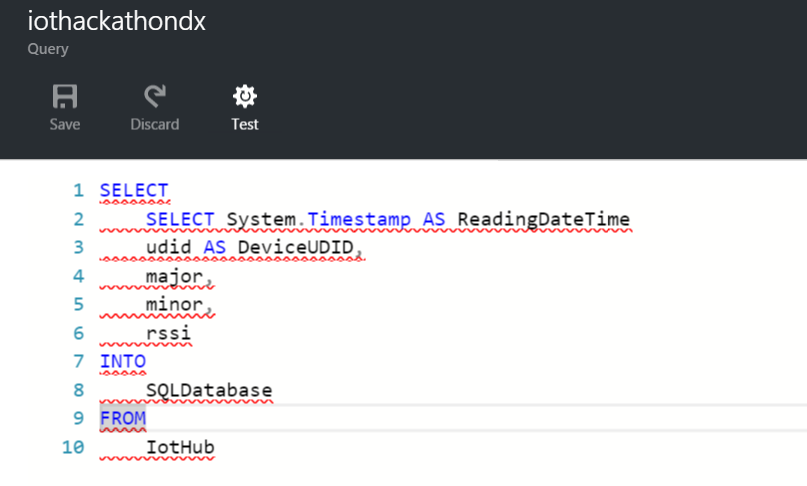 iothackathondx
Query
Save Discard Test
1 SELECT
2 SELECT System.Timestamp AS ReadingDateTime
3 udid AS DeviceUDID,
4 major,
5 minor,
6 rssi
7 INTO
8 SQLDatabase
9 FROM
10 IotHub